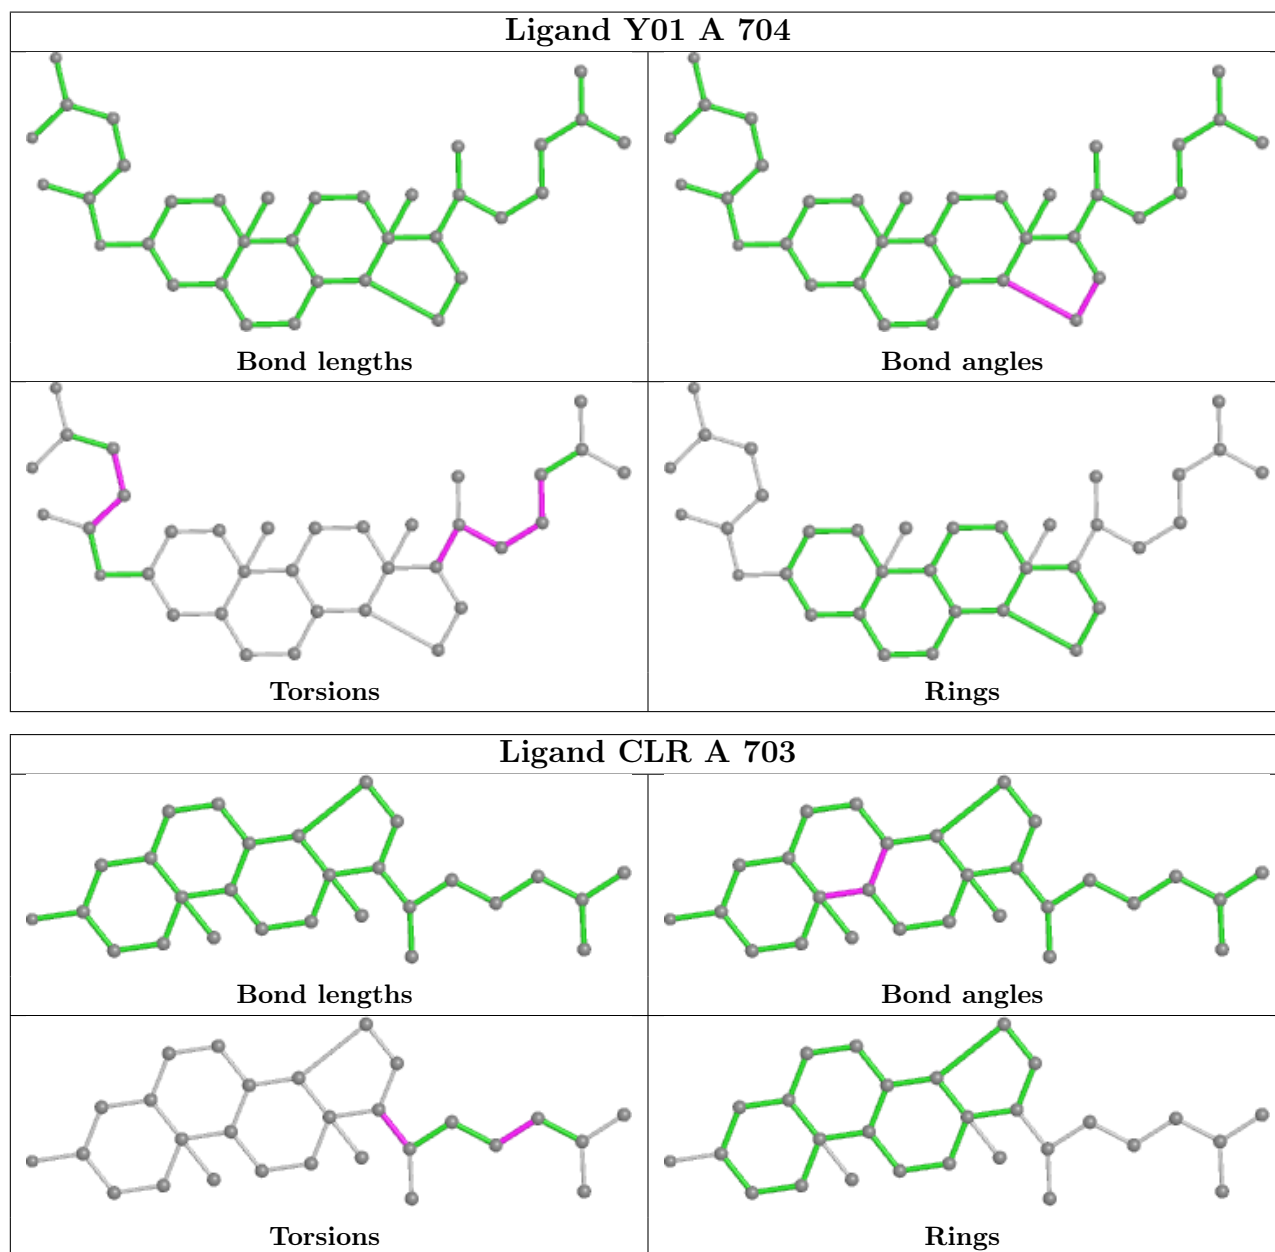 Ligand Y01 A 704
Bond lengths
Bond angles
Torsions
Rings
Ligand CLR A 703
Bond lengths
Bond angles
Torsions
Rings